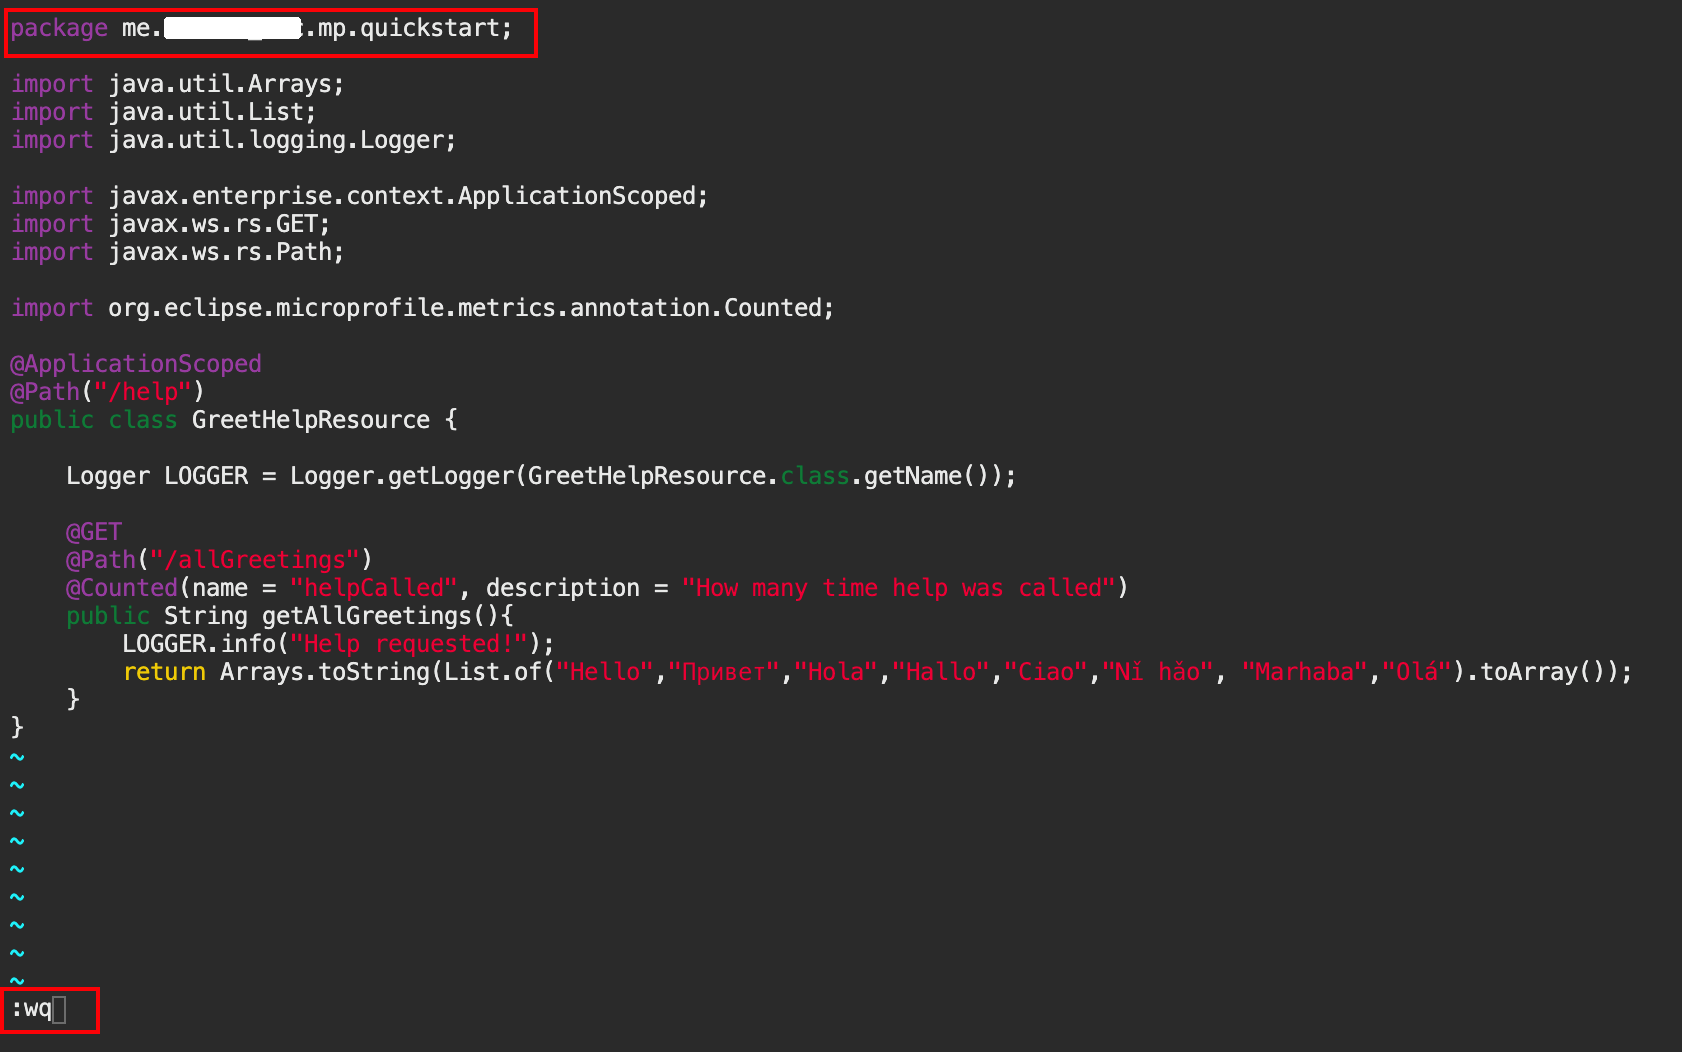 package me. .mp.quickstart;
import java.util.Arrays;
import java.util.List;
import java.util.logging.Logger;
import javax.enterprise.context.ApplicationScoped;
import javax.ws.rs.GET;
import javax.ws.rs.Path;
import org.eclipse.microprofile.metrics.annotation.Counted;
@ApplicationScoped
@Path("/help")
public class GreetHelpResource {
Logger LOGGER = Logger.getLogger(GreetHelpResource.class.getName());
@GET
@Path("/allGreetings")
@Counted(name = "helpCalled", description = "How many time help was called")
public String getAllGreetings(){
LOGGER.info("Help requested!");
return Arrays.toString(List.of("Hello","Привет","Hola","Hallo","Ciao","Nǐ hǎo", "Marhaba","Olá").toArray());
}
}
~
~
~
~
~
~
~
~
~
:wq